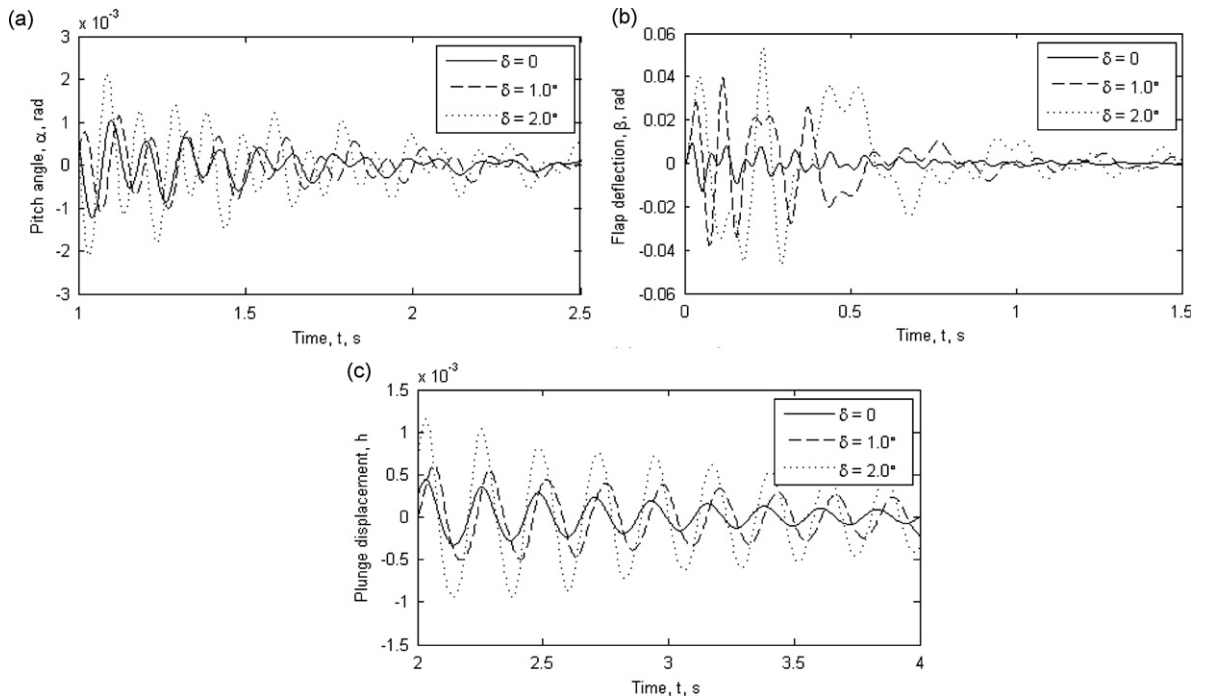 (a)
x 10⁻³
3
2
1
0
-1
-2
-3
Pitch angle, α, rad
1
1.5
2
2.5
Time, t, s
δ = 0
δ = 1.0°
δ = 2.0°
(b)
0.06
0.04
0.02
0
-0.02
-0.04
-0.06
Flap deflection, β, rad
0
0.5
1
1.5
Time, t, s
δ = 0
δ = 1.0°
δ = 2.0°
(c)
x 10⁻³
1.5
1
0.5
0
-0.5
-1
-1.5
Plunge displacement, h
2
2.5
3
3.5
4
Time, t, s
δ = 0
δ = 1.0°
δ = 2.0°